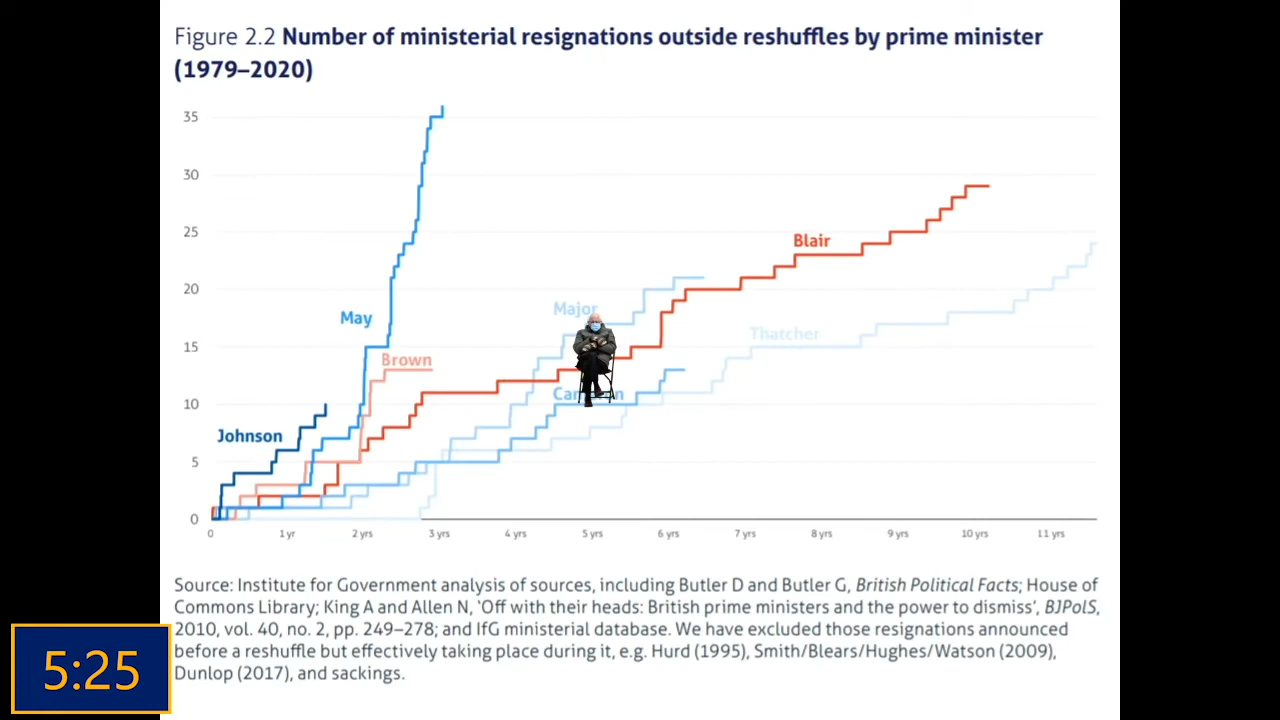 Figure 2.2 Number of ministerial resignations outside reshuffles by prime minister
(1979–2020)
35
30
25
20
15
10
5
0
Blair
Major
May
Thatcher
Brown
Johnson
0 1 yr 2 yrs 3 yrs 4 yrs 5 yrs 6 yrs 7 yrs 8 yrs 9 yrs 10 yrs 11 yrs
Source: Institute for Government analysis of sources, including Butler D and Butler G, British Political Facts; House of
Commons Library; King A and Allen N, ‘Off with their heads: British prime ministers and the power to dismiss’, BJPolS,
2010, vol. 40, no. 2, pp. 249–278; and IfG ministerial database. We have excluded those resignations announced
before a reshuffle but effectively taking place during it, e.g. Hurd (1995), Smith/Blears/Hughes/Watson (2009),
Dunlop (2017), and sackings.
5:25